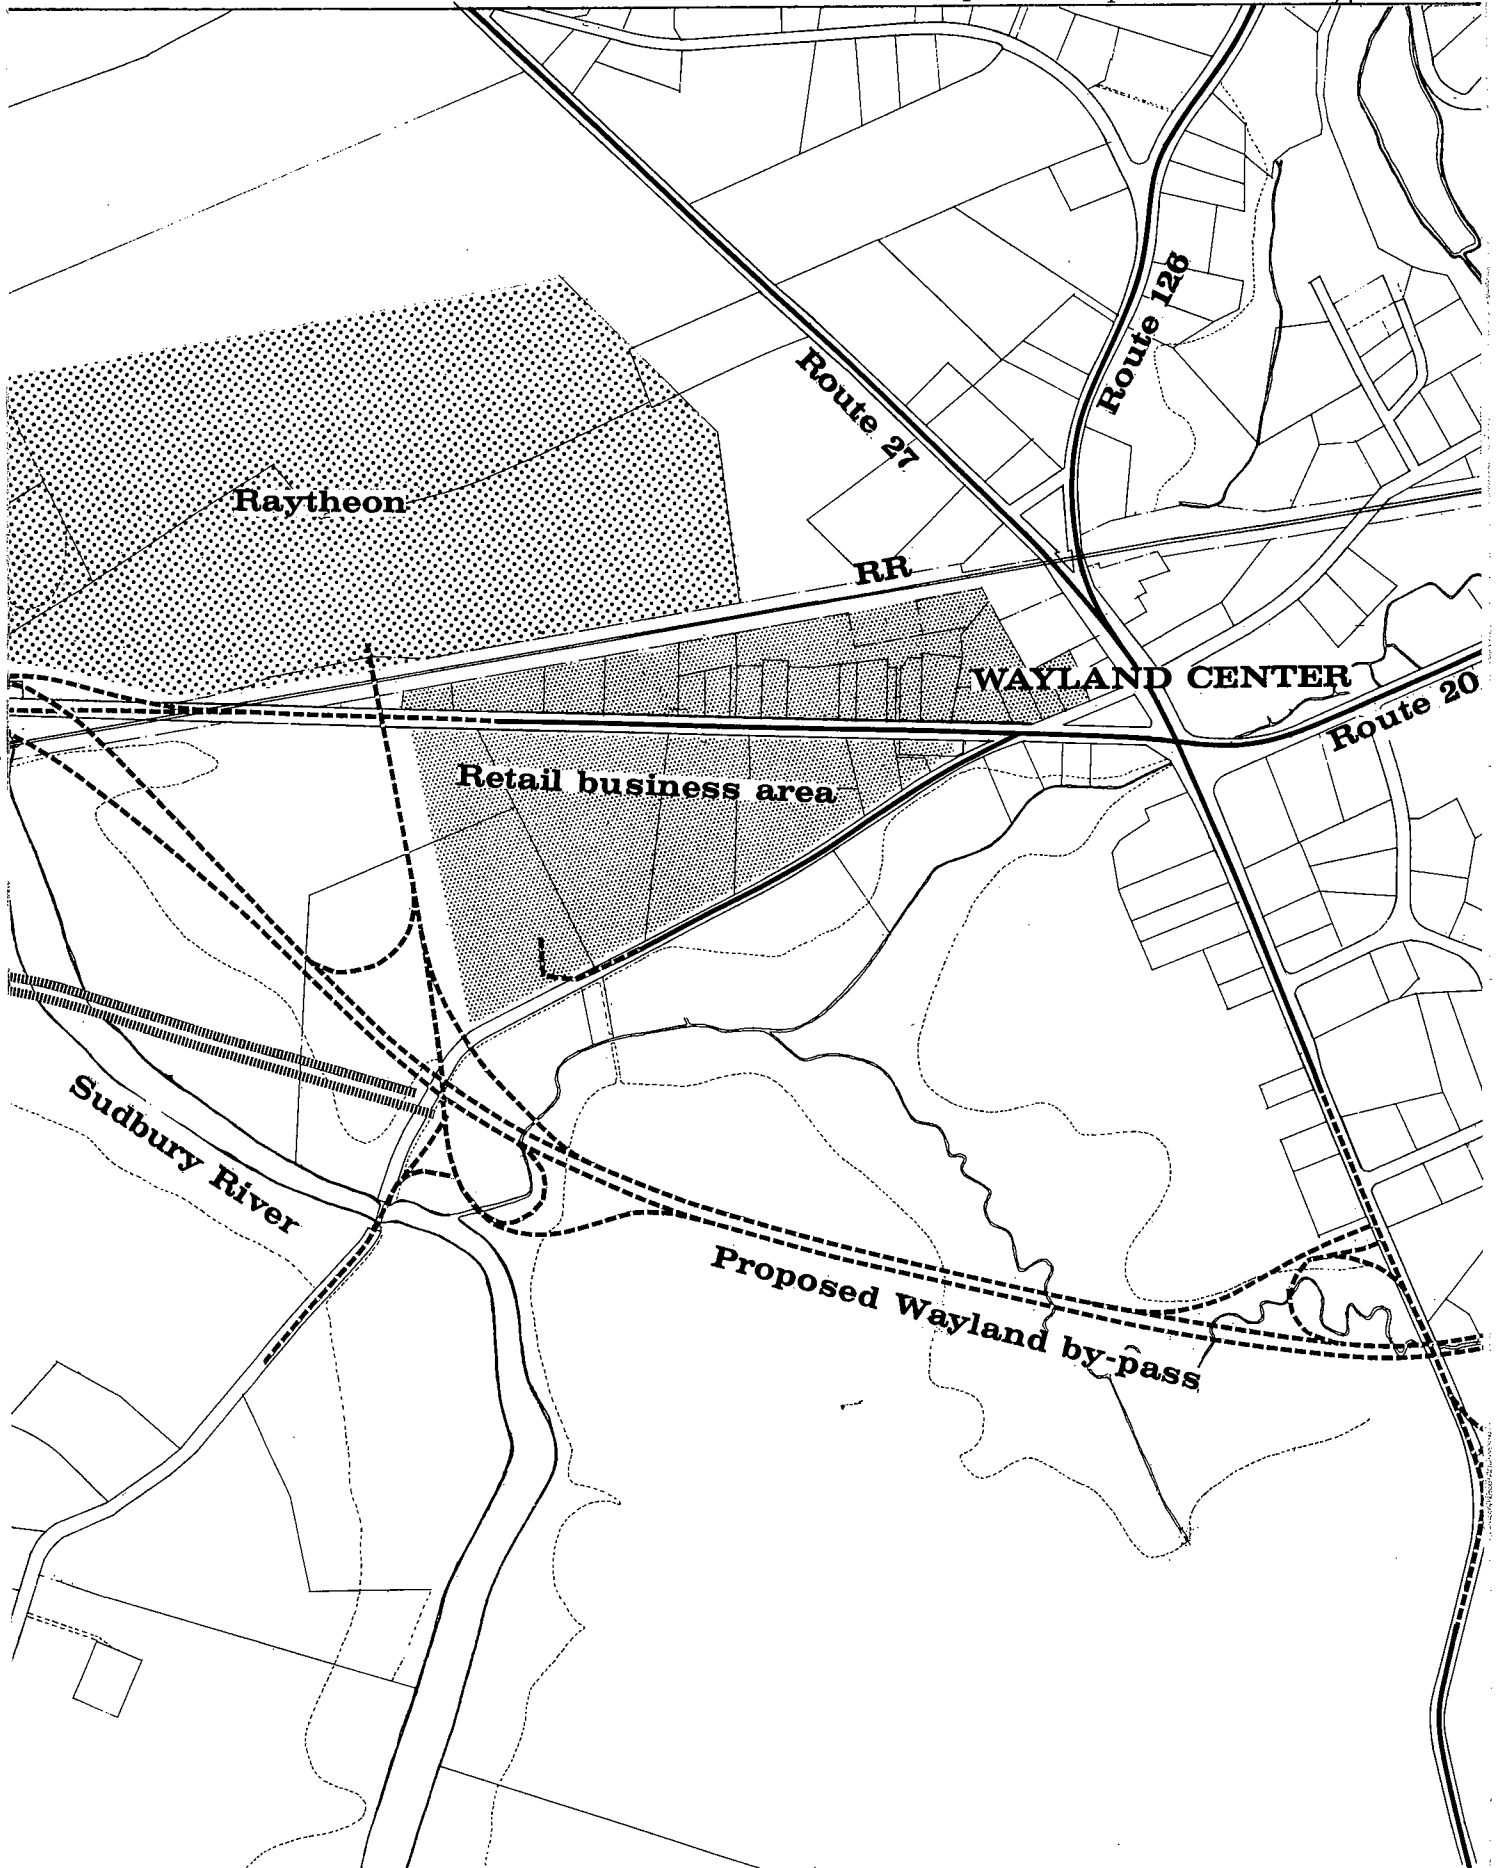 Route 126
Route 27
Raytheon
RR
WAYLAND CENTER
Route 20
Retail business area
Sudbury River
Proposed Wayland by-pass